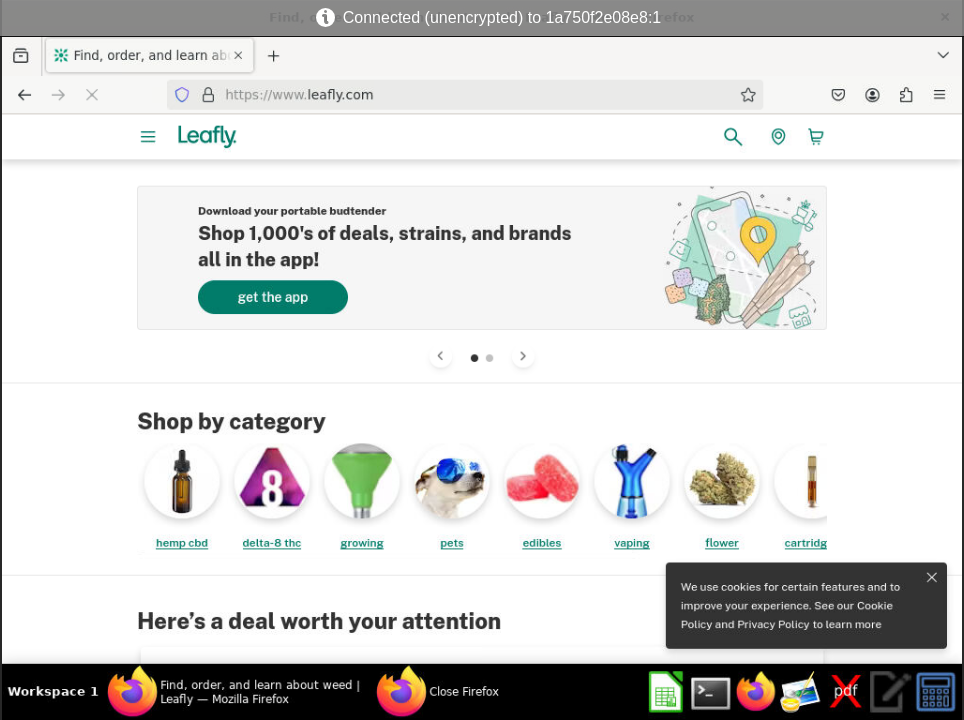 Connected (unencrypted) to 1a750f2e08e8:1
Find, order, and learn ab
https://www.leafly.com
Leafly.
Download your portable budtender
Shop 1,000's of deals, strains, and brands
all in the app!
get the app
Shop by category
8
hemp cbd
delta-8 thc
growing
pets
edibles
vaping
flower
cartridg
Here’s a deal worth your attention
We use cookies for certain features and to
improve your experience. See our Cookie
Policy and Privacy Policy to learn more
Workspace 1
Find, order, and learn about weed |
Leafly — Mozilla Firefox
Close Firefox
pdf